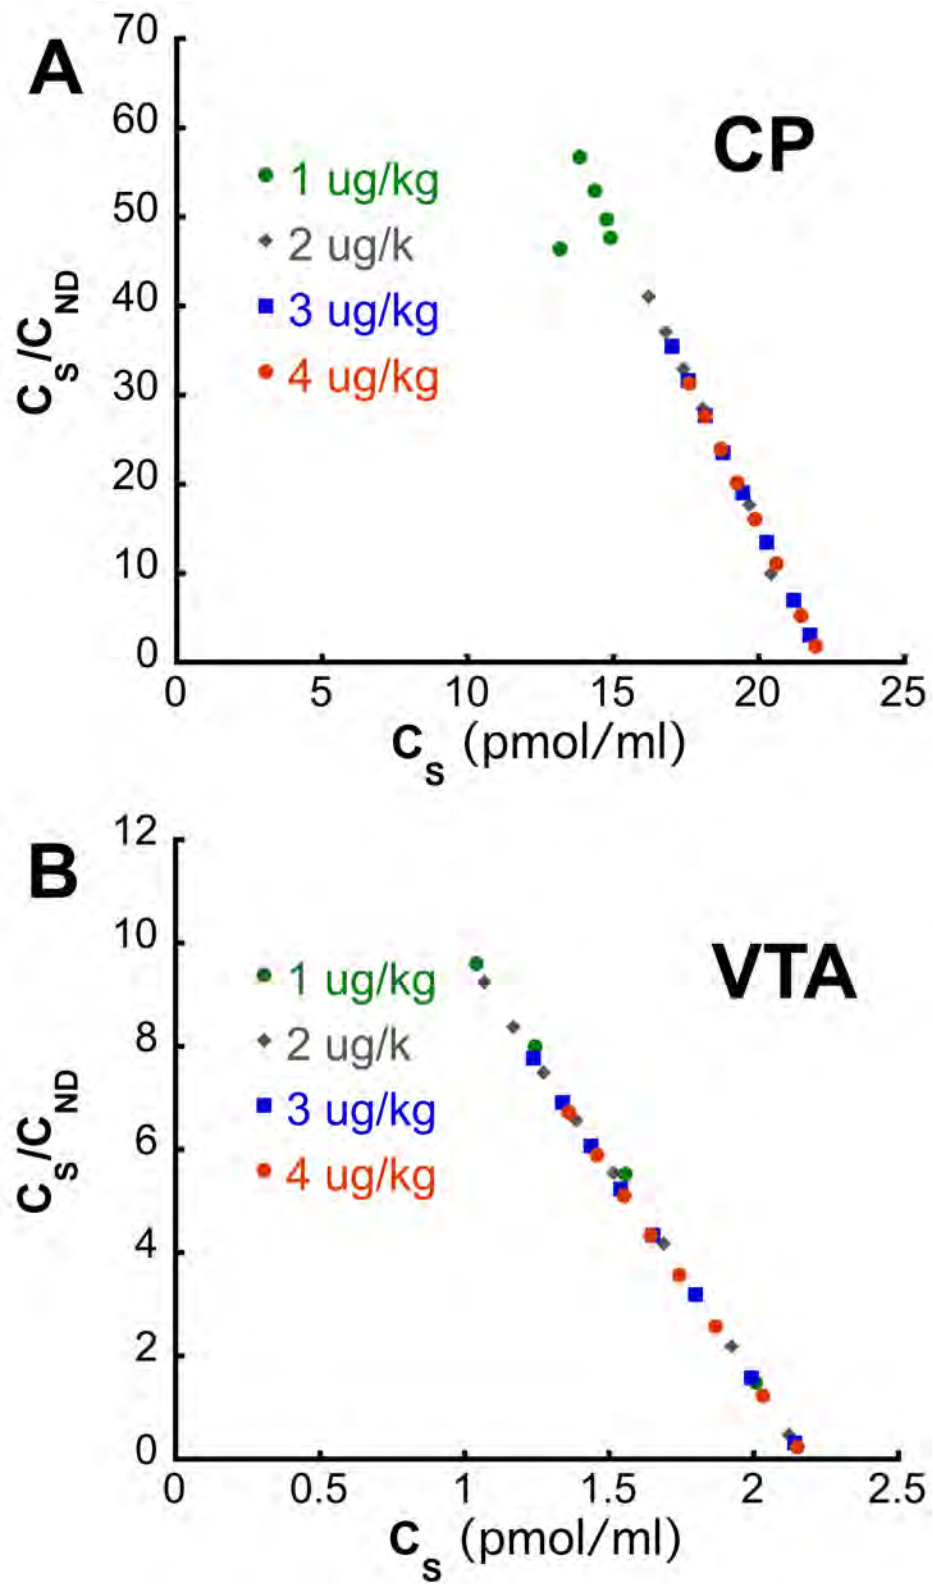 A
CP
70
60
50
40
30
20
10
0
1 ug/kg
2 ug/k
3 ug/kg
4 ug/kg
CS/CND
0 5 10 15 20 25
CS (pmol/ml)
B
VTA
12
10
8
6
4
2
0
1 ug/kg
2 ug/k
3 ug/kg
4 ug/kg
CS/CND
0 0.5 1 1.5 2 2.5
CS (pmol/ml)